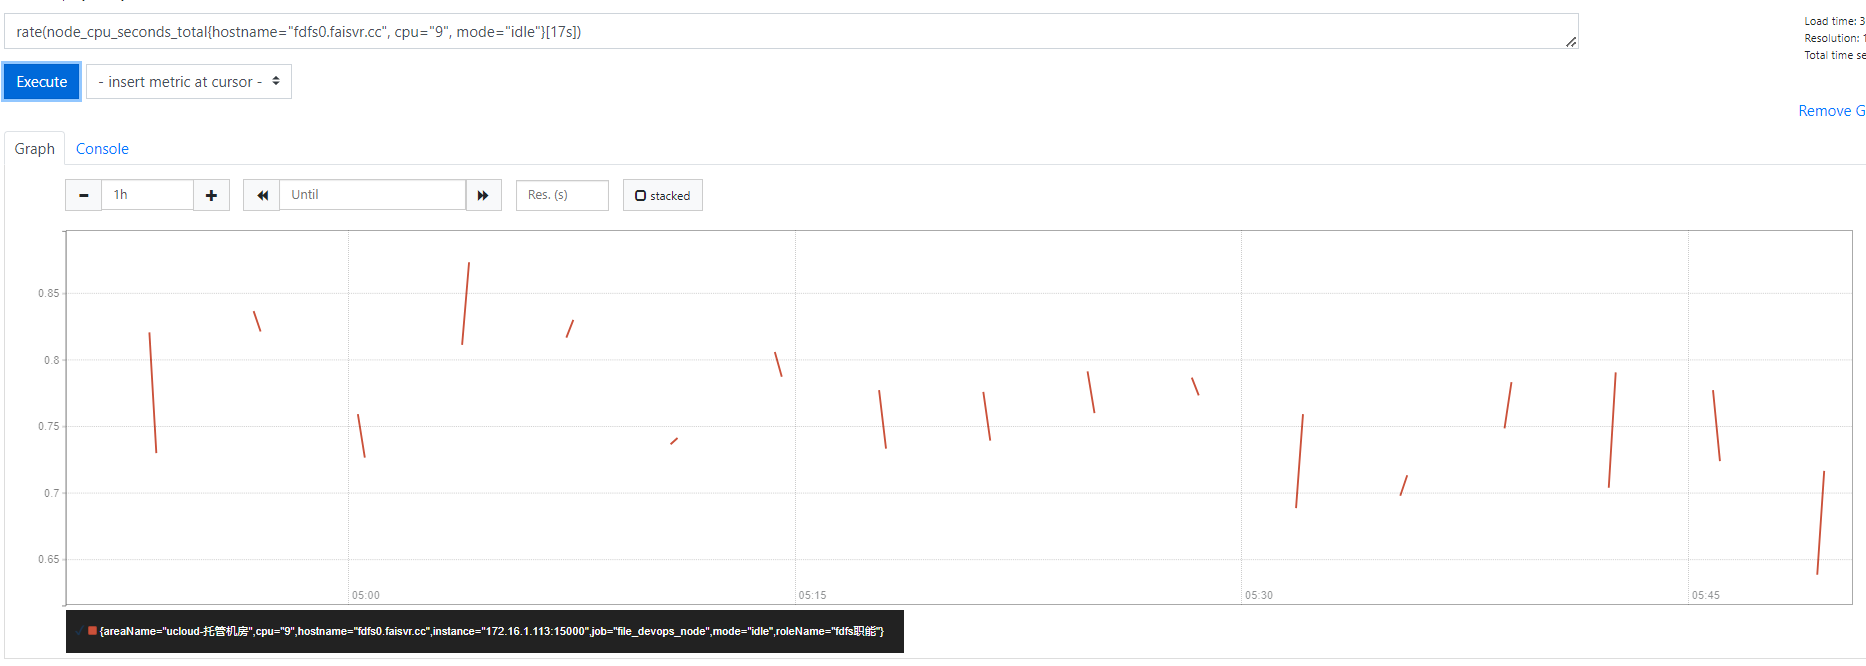 rate(node_cpu_seconds_total{hostname="fdfs0.faisvr.cc", cpu="9", mode="idle"}[17s])
Load time: 3
Resolution: 1
Total time se
Execute
- insert metric at cursor -
Remove G
Graph
Console
1h
Until
Res. (s)
stacked
0.85
0.8
0.75
0.7
0.65
05:00
05:15
05:30
05:45
{areaName="ucloud-托管机房",cpu="9",hostname="fdfs0.faisvr.cc",instance="172.16.1.113:15000",job="file_devops_node",mode="idle",roleName="fdfs职能"}